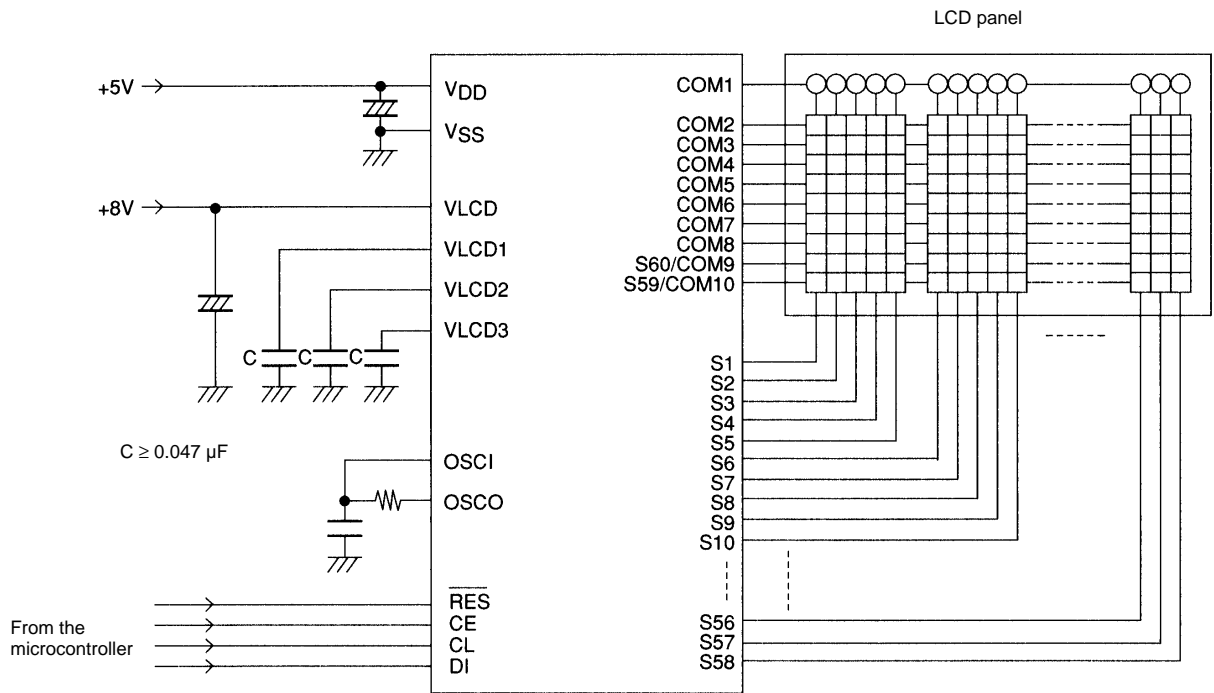 LCD panel
+5V
VDD
COM1
VSS
COM2
COM3
COM4
COM5
COM6
COM7
COM8
S60/COM9
S59/COM10
+8V
VLCD
VLCD1
VLCD2
VLCD3
C C C
C ≥ 0.047 µF
S1
S2
S3
S4
S5
S6
S7
S8
S9
S10
OSCI
OSCO
From the
microcontroller
RES
CE
CL
DI
S56
S57
S58